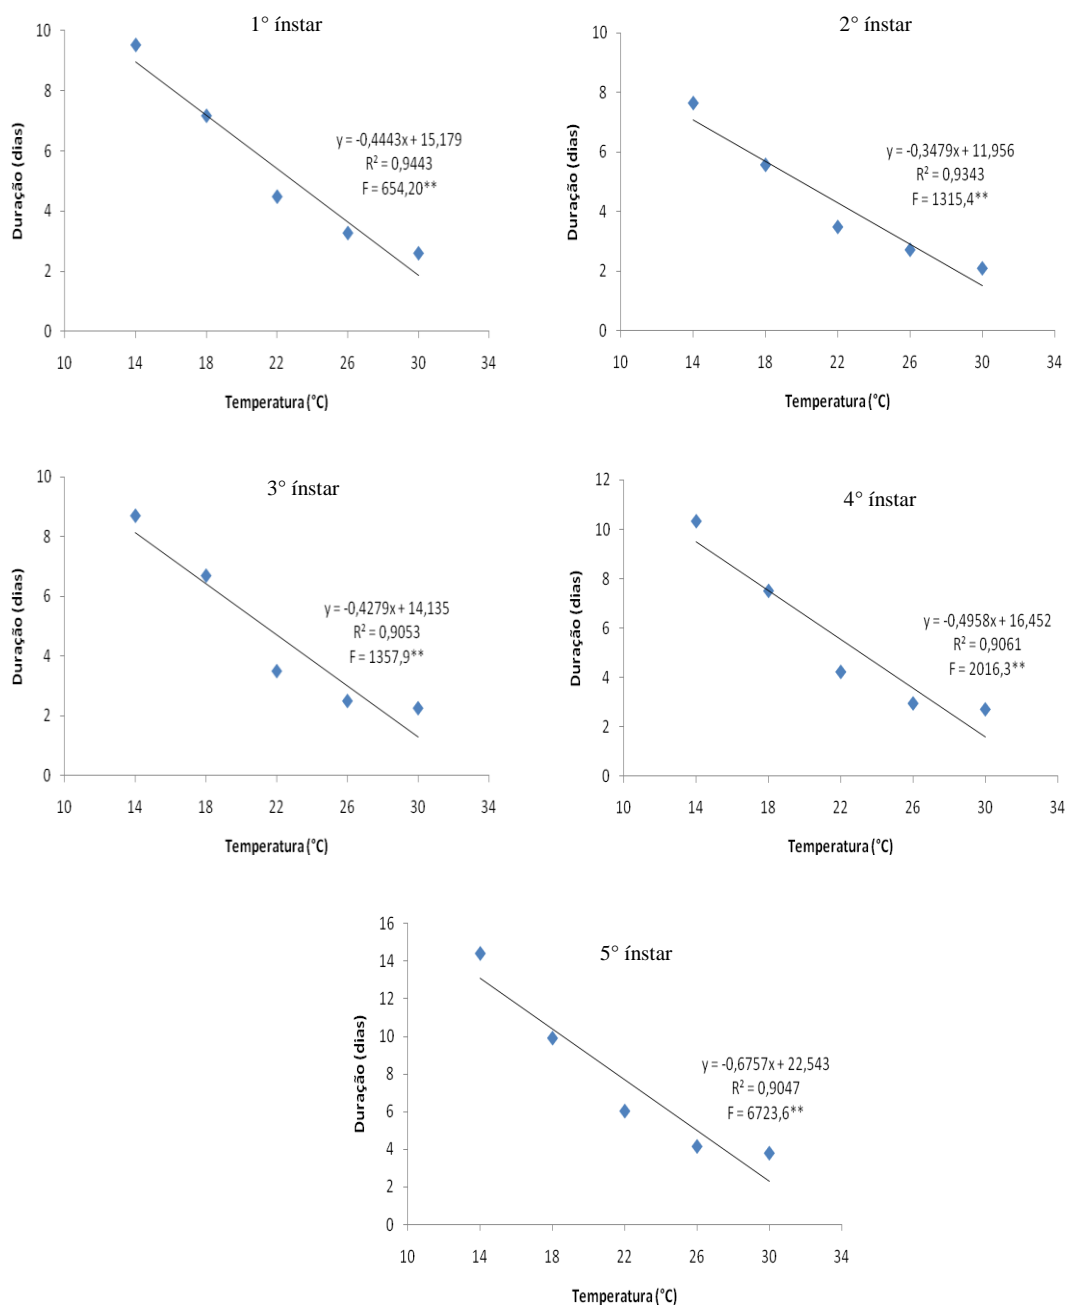 1° ínstar
10
8
6
4
2
0
Duração (dias)
y = -0,4443x + 15,179
R² = 0,9443
F = 654,20**
10 14 18 22 26 30 34
Temperatura (°C)
2° ínstar
10
8
6
4
2
0
Duração (dias)
y = -0,3479x + 11,956
R² = 0,9343
F = 1315,4**
10 14 18 22 26 30 34
Temperatura (°C)
3° ínstar
10
8
6
4
2
0
Duração (dias)
y = -0,4279x + 14,135
R² = 0,9053
F = 1357,9**
10 14 18 22 26 30 34
Temperatura (°C)
4° ínstar
12
10
8
6
4
2
0
Duração (dias)
y = -0,4958x + 16,452
R² = 0,9061
F = 2016,3**
10 14 18 22 26 30 34
Temperatura (°C)
5° ínstar
16
14
12
10
8
6
4
2
0
Duração (dias)
y = -0,6757x + 22,543
R² = 0,9047
F = 6723,6**
10 14 18 22 26 30 34
Temperatura (°C)